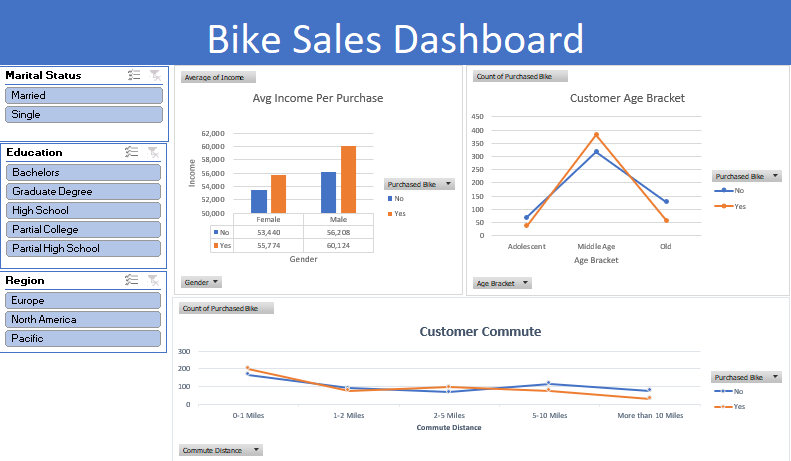 Bike Sales Dashboard
Marital Status
Married
Single
Education
Bachelors
Graduate Degree
High School
Partial College
Partial High School
Region
Europe
North America
Pacific
Average of Income
Avg Income Per Purchase
62,000
60,000
58,000
56,000
54,000
52,000
50,000
Income
Female Male
No 53,440 56,208
Yes 55,774 60,124
Gender
Purchased Bike
No
Yes
Gender
Count of Purchased Bike
Customer Age Bracket
450
400
350
300
250
200
150
100
50
0
Adolescent Middle Age Old
Age Bracket
Purchased Bike
No
Yes
Age Bracket
Count of Purchased Bike
Customer Commute
300
200
100
0
0-1 Miles 1-2 Miles 2-5 Miles 5-10 Miles More than 10 Miles
Commute Distance
Purchased Bike
No
Yes
Commute Distance